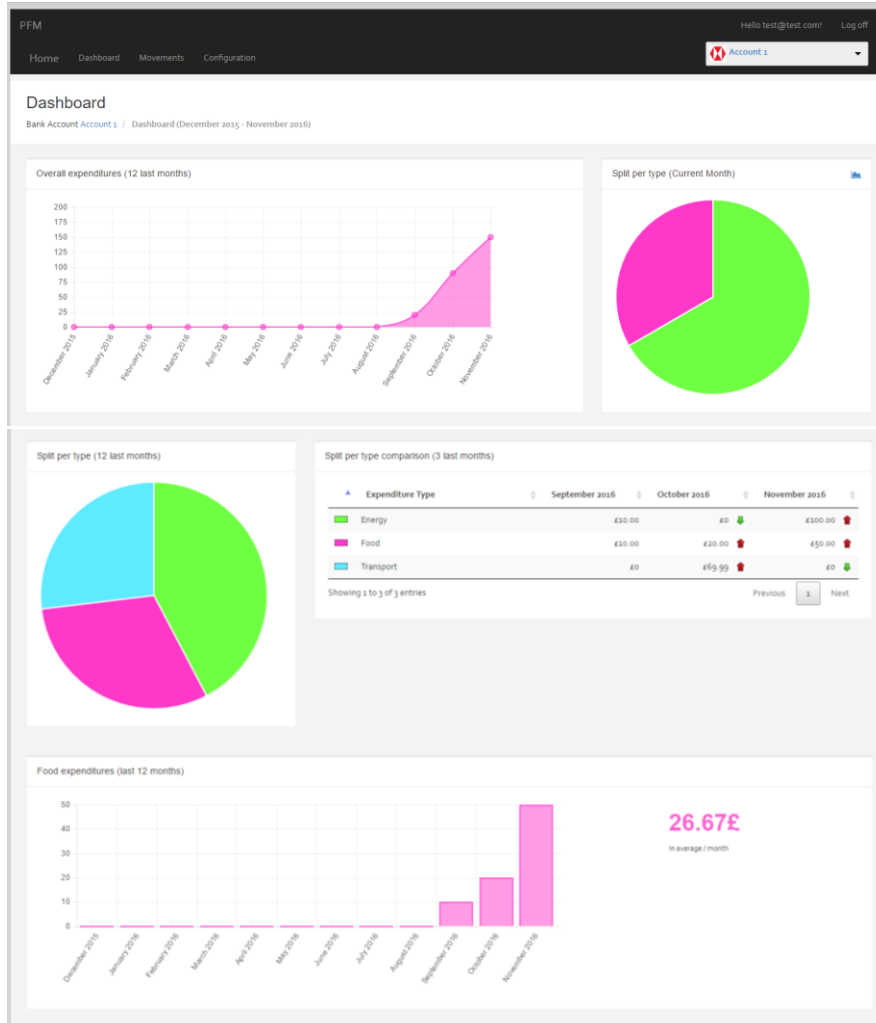 PFM Hello test@test.com! Log off
Home Dashboard Movements Configuration Account 1
Dashboard
Bank Account Account 1 / Dashboard (December 2015 - November 2016)
Overall expenditures (12 last months)
200
175
150
125
100
75
50
25
0
December 2015 January 2016 February 2016 March 2016 April 2016 May 2016 June 2016 July 2016 August 2016 September 2016 October 2016 November 2016
Split per type (Current Month)
Split per type (12 last months)
Split per type comparison (3 last months)
Expenditure Type September 2016 October 2016 November 2016
Energy £10.00 £0 £100.00
Food £10.00 £20.00 £50.00
Transport £0 £69.99 £0
Showing 1 to 3 of 3 entries Previous 1 Next
Food expenditures (last 12 months)
50
40
30
20
10
0
December 2015 January 2016 February 2016 March 2016 April 2016 May 2016 June 2016 July 2016 August 2016 September 2016 October 2016 November 2016
26.67£
In average / month